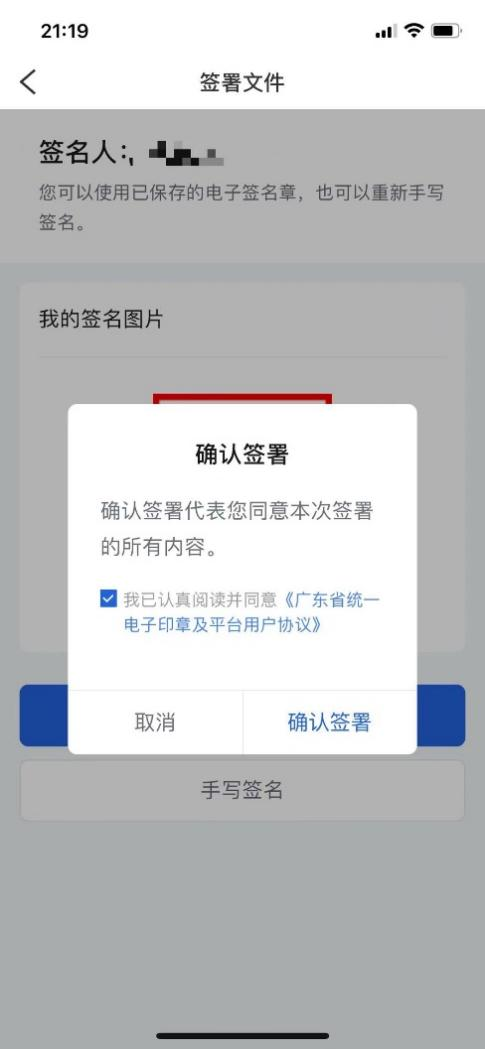 21:19
签署文件
签名人：
您可以使用已保存的电子签名章，也可以重新手写
签名。
我的签名图片
确认签署
确认签署代表您同意本次签署
的所有内容。
我已认真阅读并同意《广东省统一
电子印章及平台用户协议》
取消
确认签署
手写签名